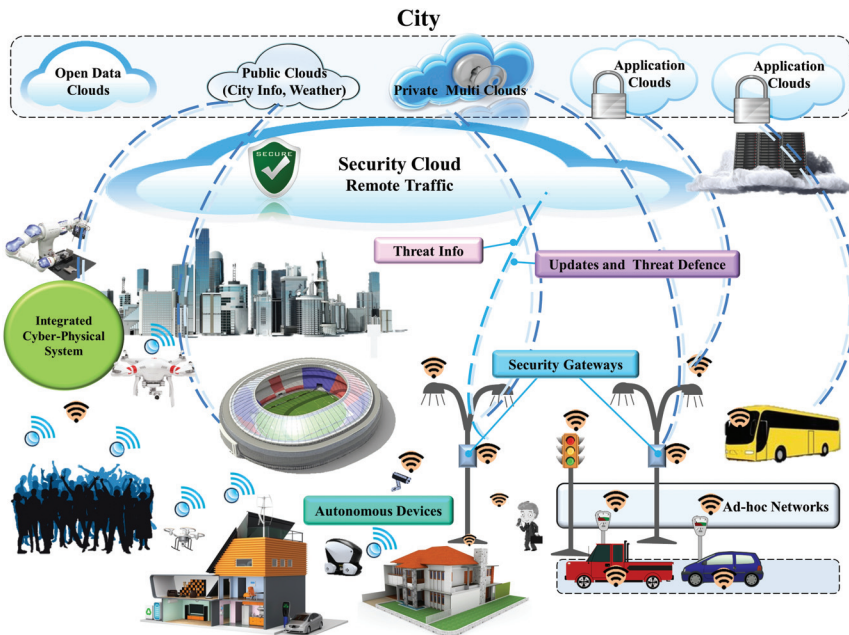 City
Open Data
Clouds
Public Clouds
(City Info, Weather)
Private Multi Clouds
Application
Clouds
Application
Clouds
SECURE
Security Cloud
Remote Traffic
Threat Info
Updates and Threat Defence
Integrated
Cyber-Physical
System
Security Gateways
Autonomous Devices
Ad-hoc Networks